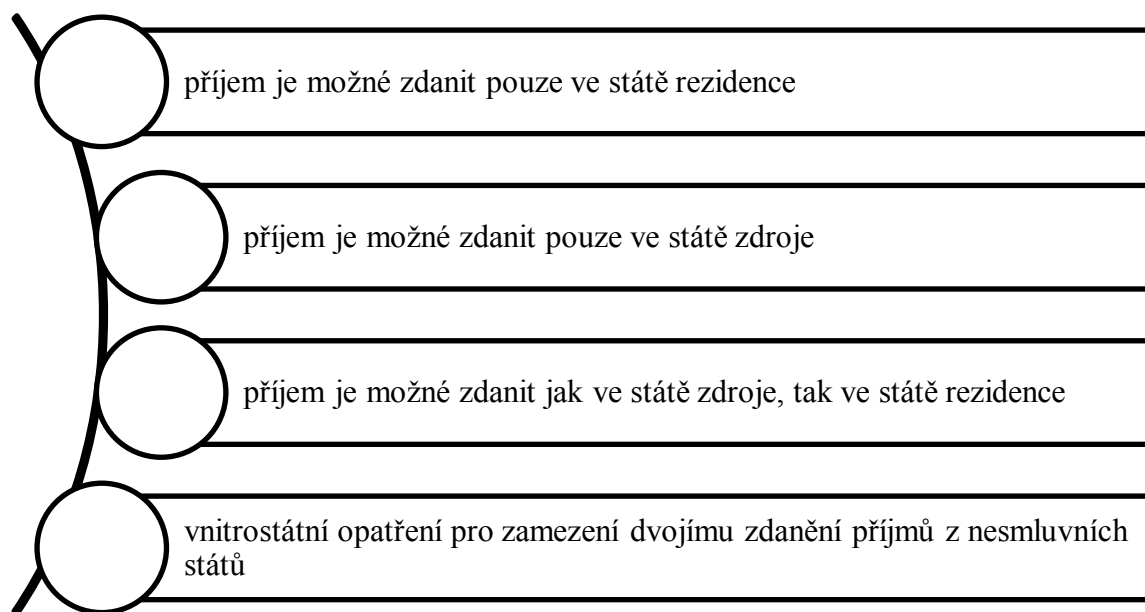 příjem je možné zdanit pouze ve státě rezidence
příjem je možné zdanit pouze ve státě zdroje
příjem je možné zdanit jak ve státě zdroje, tak ve státě rezidence
vnitrostátní opatření pro zamezení dvojímu zdanění příjmů z nesmluvních
států